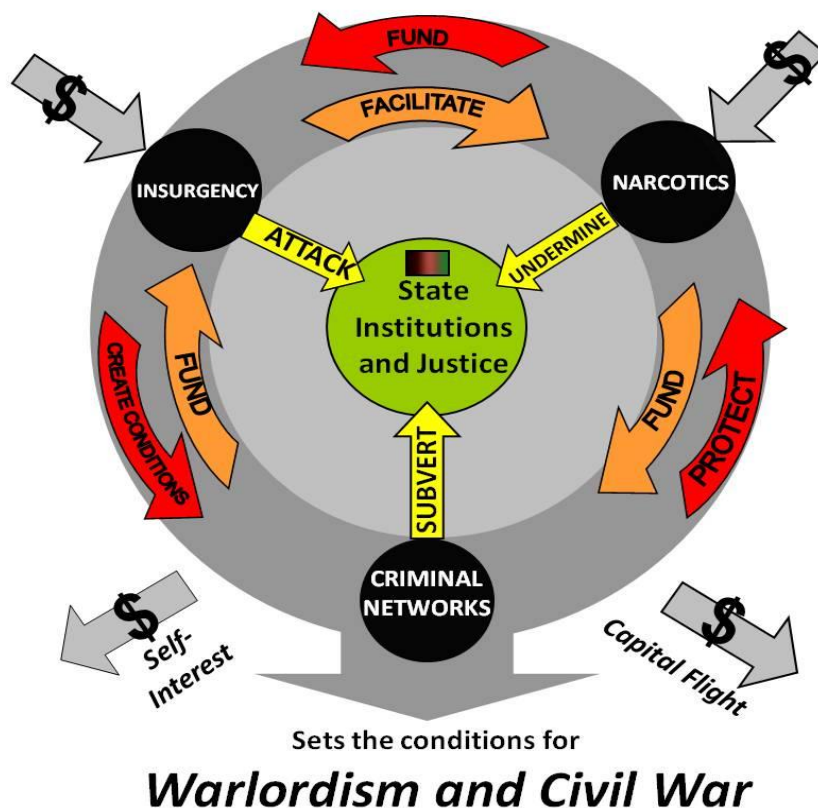 FUND
$
$
FACILITATE
INSURGENCY
NARCOTICS
ATTACK
UNDERMINE
State
Institutions
and Justice
CREATE CONDITIONS
FUND
FUND
PROTECT
SUBVERT
CRIMINAL
NETWORKS
$
Self-
Interest
$
Capital Flight
Sets the conditions for
Warlordism and Civil War